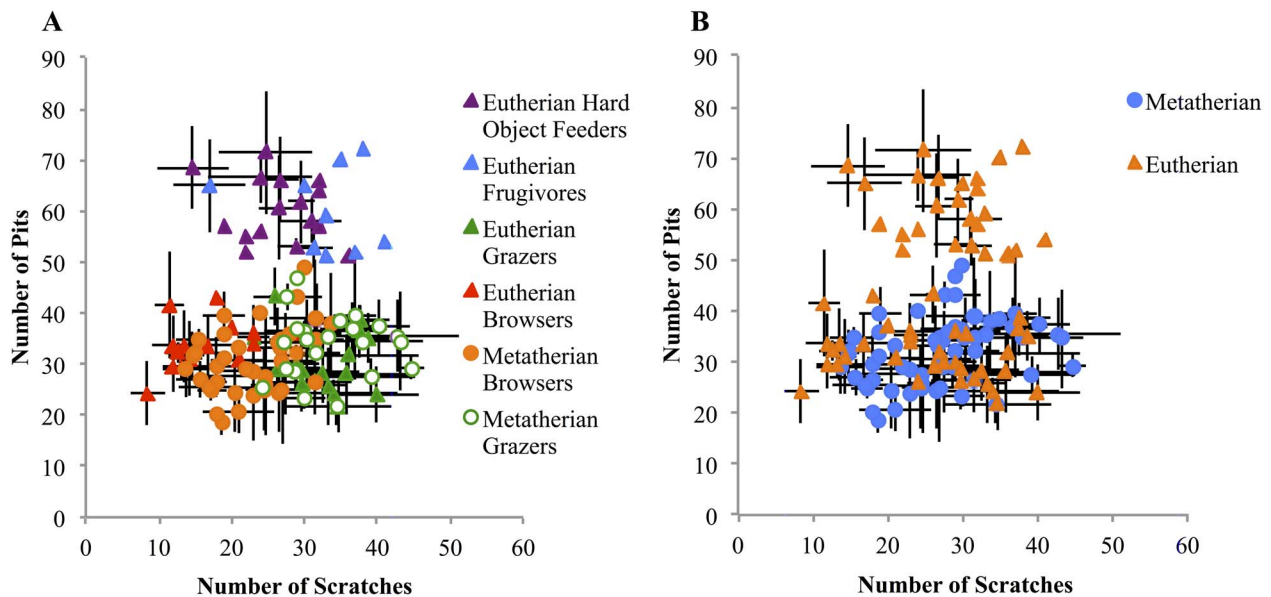 A
90
80
70
60
50
40
30
20
10
0
Number of Pits
0 10 20 30 40 50 60
Number of Scratches
Eutherian Hard
Object Feeders
Eutherian
Frugivores
Eutherian
Grazers
Eutherian
Browsers
Metatherian
Browsers
Metatherian
Grazers
B
90
80
70
60
50
40
30
20
10
0
Number of Pits
0 10 20 30 40 50 60
Number of Scratches
Metatherian
Eutherian